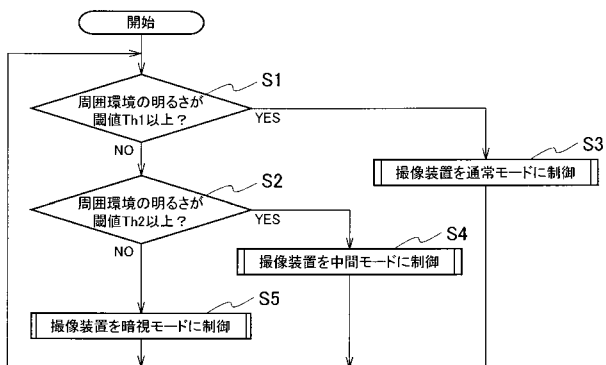 開始
S1
周囲環境の明るさが
閾値Th1以上?
YES
NO
S3
撮像装置を通常モードに制御
S2
周囲環境の明るさが
閾値Th2以上?
YES
NO
S4
撮像装置を中間モードに制御
S5
撮像装置を暗視モードに制御